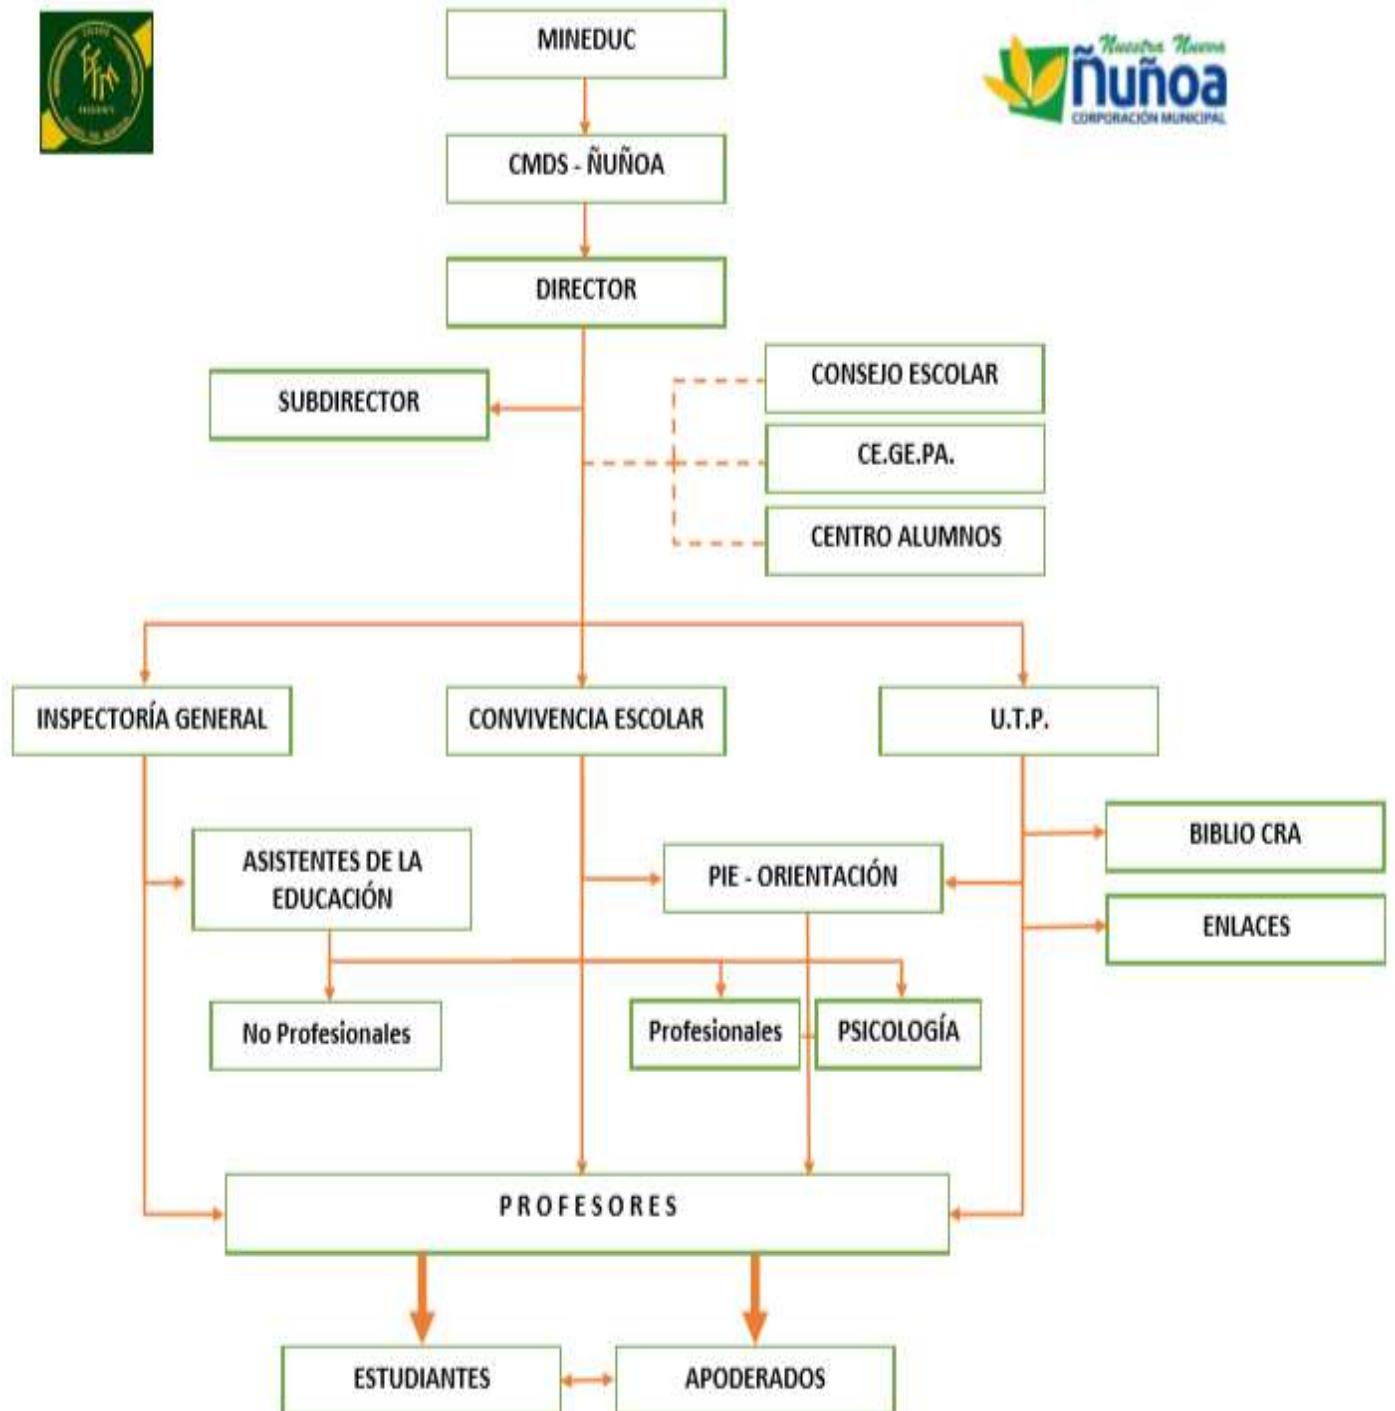 MINEDUC
Nuestra Nueva
Ñuñoa
CORPORACIÓN MUNICIPAL
CMDS - ÑUÑOA
DIRECTOR
SUBDIRECTOR
CONSEJO ESCOLAR
CE.GE.PA.
CENTRO ALUMNOS
INSPECTORÍA GENERAL
CONVIVENCIA ESCOLAR
U.T.P.
BIBLIO CRA
ASISTENTES DE LA
EDUCACIÓN
PIE - ORIENTACIÓN
ENLACES
No Profesionales
Profesionales
PSICOLOGÍA
PROFESORES
ESTUDIANTES
APODERADOS